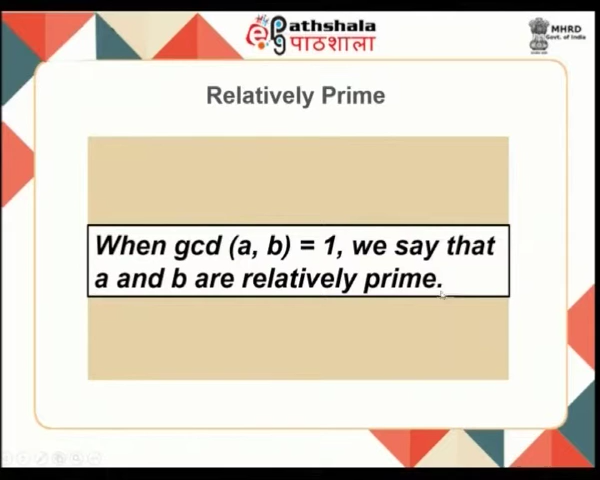 Pathshala
पाठशाला
MHRD
Govt. of India
Relatively Prime
When gcd (a, b) = 1, we say that
a and b are relatively prime.